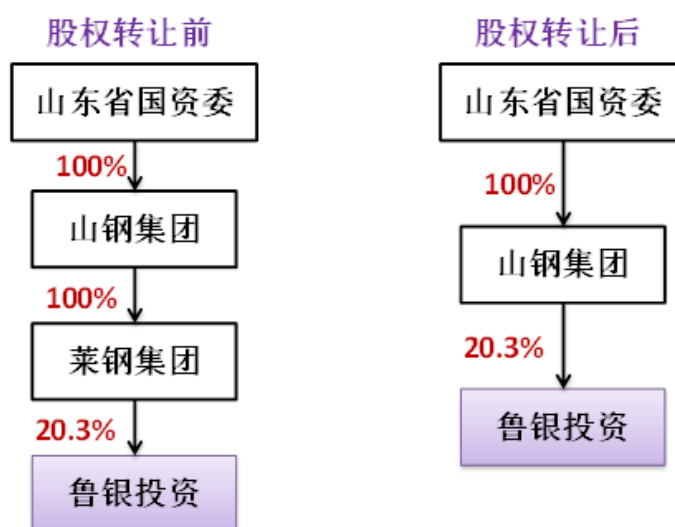 股权转让前
山东省国资委
100%
山钢集团
100%
莱钢集团
20.3%
鲁银投资
股权转让后
山东省国资委
100%
山钢集团
20.3%
鲁银投资